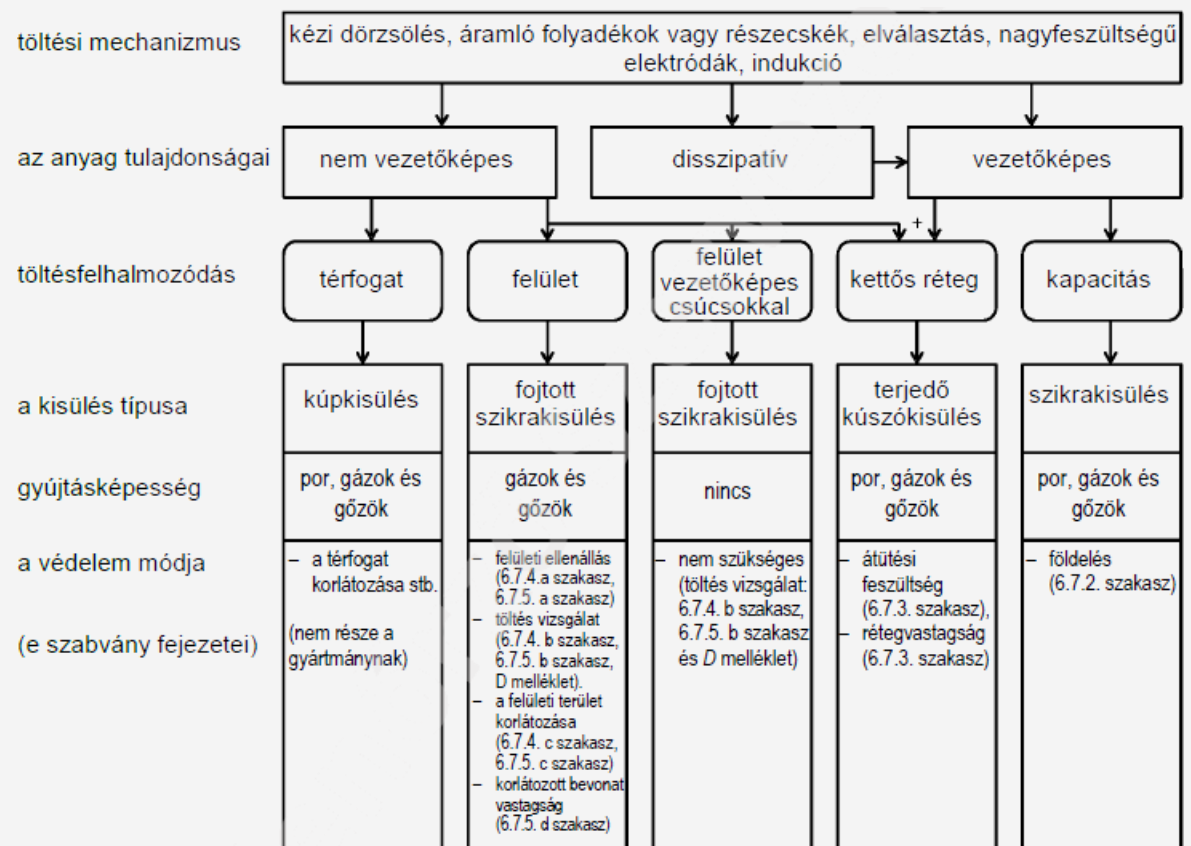 töltési mechanizmus
kézi dörzsölés, áramló folyadékok vagy részecskék, elválasztás, nagyfeszültségű
elektródák, indukció
az anyag tulajdonságai
nem vezetőképes
disszipatív
vezetőképes
+
töltésfelhalmozódás
térfogat
felület
felület
vezetőképes
csúcsokkal
kettős réteg
kapacitás
a kisülés típusa
kúpkisülés
fojtott
szikrakisülés
fojtott
szikrakisülés
terjedő
kúszókisülés
szikrakisülés
gyújtásképesség
por, gázok és
gőzök
gázok és
gőzök
nincs
por, gázok és
gőzök
por, gázok és
gőzök
a védelem módja
(e szabvány fejezetei)
– a térfogat
korlátozása stb.
(nem része a
gyártmánynak)
– felületi ellenállás
(6.7.4.a szakasz,
6.7.5. a szakasz)
– töltés vizsgálat
(6.7.4. b szakasz,
6.7.5. b szakasz,
D melléklet).
– a felületi terület
korlátozása
(6.7.4. c szakasz,
6.7.5. c szakasz)
– korlátozott bevonat
vastagság
(6.7.5. d szakasz)
– nem szükséges
(töltés vizsgálat:
6.7.4. b szakasz,
6.7.5. b szakasz
és D melléklet)
– átütési
feszültség
(6.7.3. szakasz),
– rétegvastagság
(6.7.3. szakasz)
– földelés
(6.7.2. szakasz)